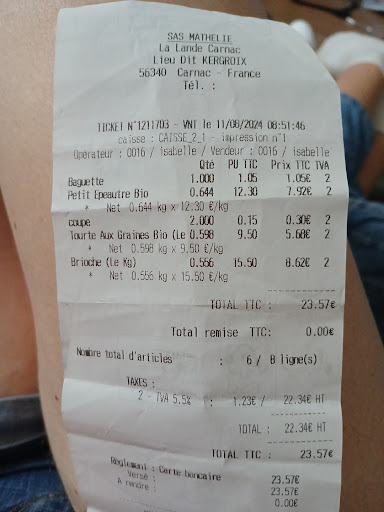 SAS MATHELIE
La Lande Carnac
Lieu Dit KERGROIX
56340 Carnac - France
Tél. :
TICKET N°1211703 - VNT le 11/08/2024 08:51:46
caisse : CAISSE_2_1 - impression n°1
Opérateur : 0016 / isabelle / Vendeur : 0016 / isabelle
Qté PU TTC Prix TTC TVA
Baguette 1.000 1.05 1.05€ 2
Petit Epeautre Bio 0.644 12.30 7.92€ 2
* Net 0.644 kg x 12.30 €/kg
coupe 2.000 0.15 0.30€ 2
Tourte Aux Graines Bio (Le 0.598 9.50 5.68€ 2
* Net 0.598 kg x 9.50 €/kg
Brioche (Le Kg) 0.556 15.50 8.62€ 2
* Net 0.556 kg x 15.50 €/kg
TOTAL TTC : 23.57€
Total remise TTC: 0.00€
Nombre total d'articles : 6 / 8 ligne(s)
TAXES :
2 - TVA 5.5% : 1.23€ / 22.34€ HT
TOTAL : 22.34€ HT
TOTAL TTC : 23.57€
Règlement : Carte bancaire 23.57€
Versé : 23.57€
A rendre : 0.00€